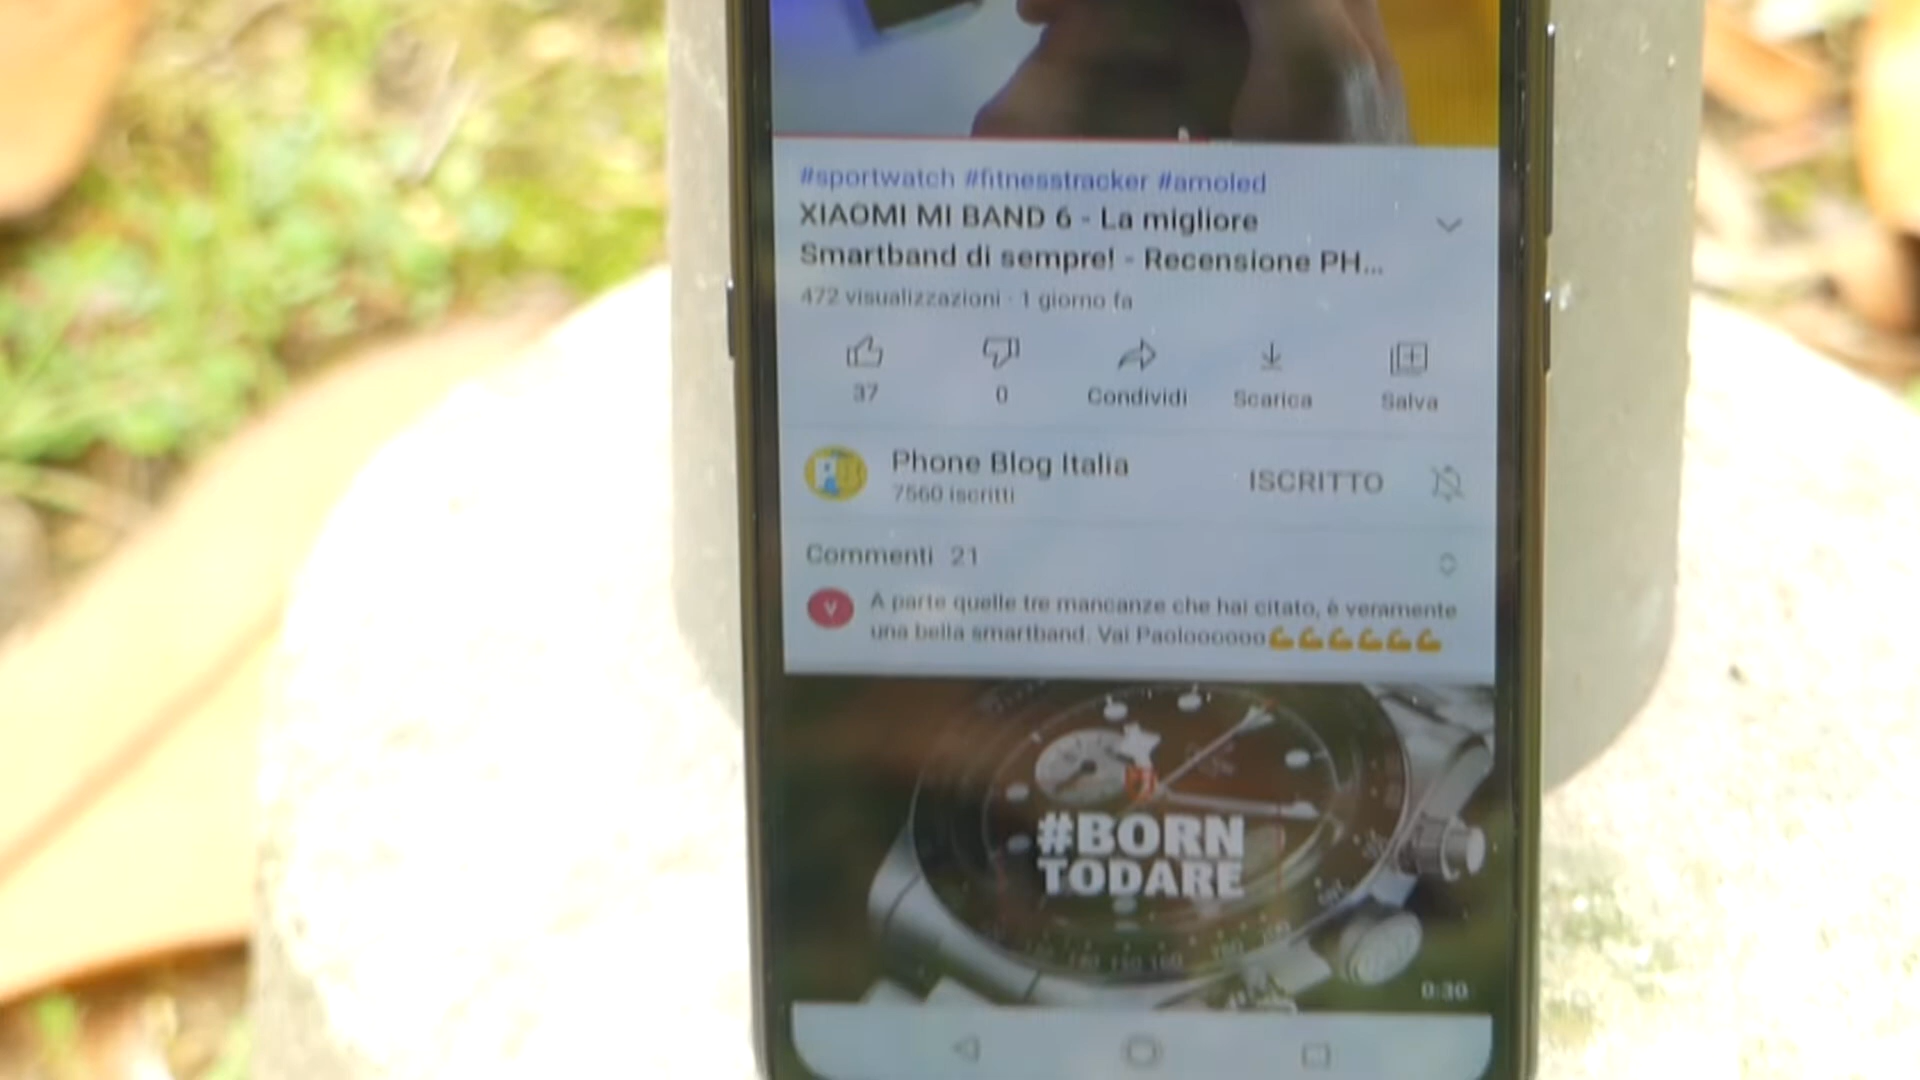 #sportwatch #fitnesstracker #amoled
XIAOMI MI BAND 6 - La migliore
Smartband di sempre! - Recensione PH...
472 visualizzazioni · 1 giorno fa
37
0
Condividi
Scarica
Salva
Phone Blog Italia
7560 iscritti
ISCRITTO
Commenti 21
V
A parte quelle tre mancanze che hai citato, è veramente
una bella smartband. Vai Paoloooooo💪💪💪💪💪💪
#BORN
TODARE
0:30